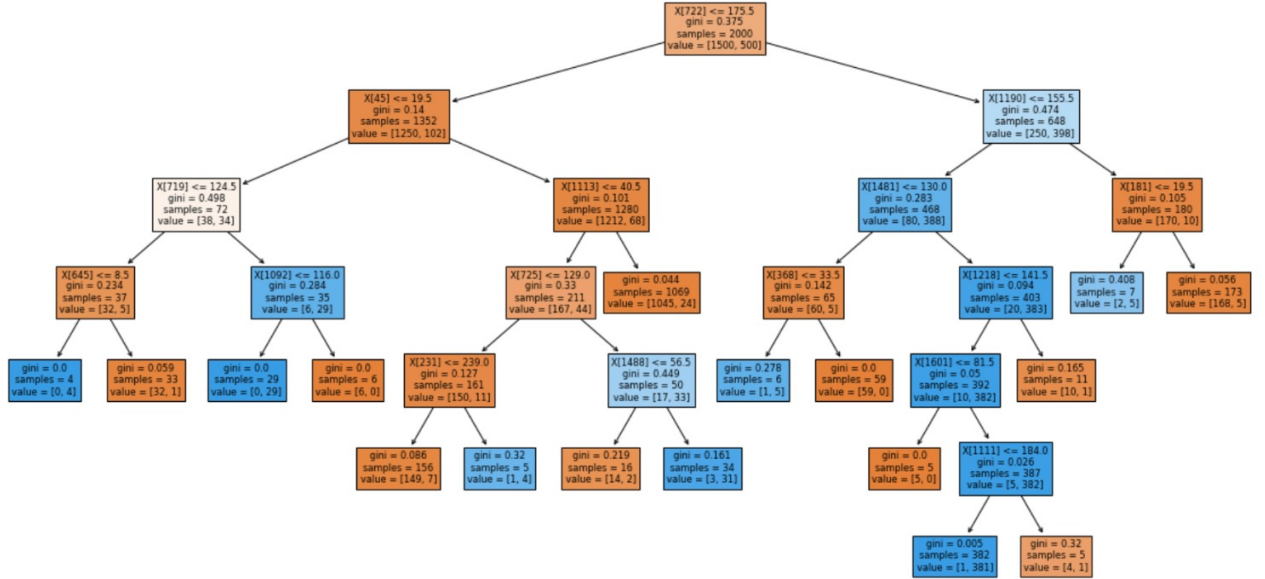 X[722] <= 175.5
gini = 0.375
samples = 2000
value = [1500, 500]
X[45] <= 19.5
gini = 0.14
samples = 1352
value = [1250, 102]
X[1190] <= 155.5
gini = 0.474
samples = 648
value = [250, 398]
X[719] <= 124.5
gini = 0.498
samples = 72
value = [38, 34]
X[1113] <= 40.5
gini = 0.101
samples = 1280
value = [1212, 68]
X[1481] <= 130.0
gini = 0.283
samples = 468
value = [80, 388]
X[181] <= 19.5
gini = 0.105
samples = 180
value = [170, 10]
X[645] <= 8.5
gini = 0.234
samples = 37
value = [32, 5]
X[1092] <= 116.0
gini = 0.284
samples = 35
value = [6, 29]
X[725] <= 129.0
gini = 0.33
samples = 211
value = [167, 44]
gini = 0.044
samples = 1069
value = [1045, 24]
X[368] <= 33.5
gini = 0.142
samples = 65
value = [60, 5]
X[1218] <= 141.5
gini = 0.094
samples = 403
value = [20, 383]
gini = 0.408
samples = 7
value = [2, 5]
gini = 0.056
samples = 173
value = [168, 5]
gini = 0.0
samples = 4
value = [0, 4]
gini = 0.059
samples = 33
value = [32, 1]
gini = 0.0
samples = 29
value = [0, 29]
gini = 0.0
samples = 6
value = [6, 0]
X[231] <= 239.0
gini = 0.127
samples = 161
value = [150, 11]
X[1488] <= 56.5
gini = 0.449
samples = 50
value = [17, 33]
gini = 0.278
samples = 6
value = [1, 5]
gini = 0.0
samples = 59
value = [59, 0]
X[1601] <= 81.5
gini = 0.05
samples = 392
value = [10, 382]
gini = 0.165
samples = 11
value = [10, 1]
gini = 0.086
samples = 156
value = [149, 7]
gini = 0.32
samples = 5
value = [1, 4]
gini = 0.219
samples = 16
value = [14, 2]
gini = 0.161
samples = 34
value = [3, 31]
gini = 0.0
samples = 5
value = [5, 0]
X[1111] <= 184.0
gini = 0.026
samples = 387
value = [5, 382]
gini = 0.005
samples = 382
value = [1, 381]
gini = 0.32
samples = 5
value = [4, 1]